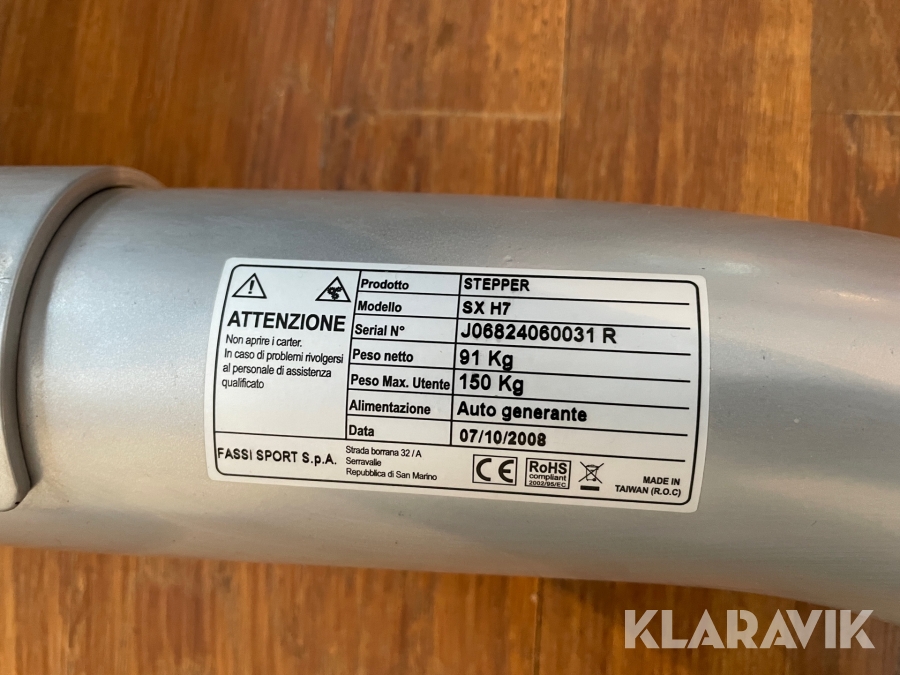 ATTENZIONE
Non aprire i carter.
In caso di problemi rivolgersi
al personale di assistenza
qualificato
Prodotto STEPPER
Modello SX H7
Serial N° J06824060031 R
Peso netto 91 Kg
Peso Max. Utente 150 Kg
Alimentazione Auto generante
Data 07/10/2008
FASSI SPORT S.p.A.
Strada borrana 32 / A
Serravalle
Repubblica di San Marino
CE
RoHS
compliant
2002/95/EC
MADE IN
TAIWAN (R.O.C)
KLARAVIK